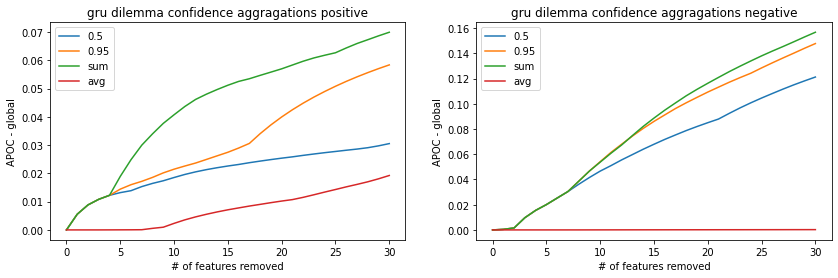 gru dilemma confidence aggragations positive
0.07
0.06
0.05
0.04
0.03
0.02
0.01
0.00
APOC - global
0.5
0.95
sum
avg
0 5 10 15 20 25 30
# of features removed
gru dilemma confidence aggragations negative
0.16
0.14
0.12
0.10
0.08
0.06
0.04
0.02
0.00
APOC - global
0.5
0.95
sum
avg
0 5 10 15 20 25 30
# of features removed